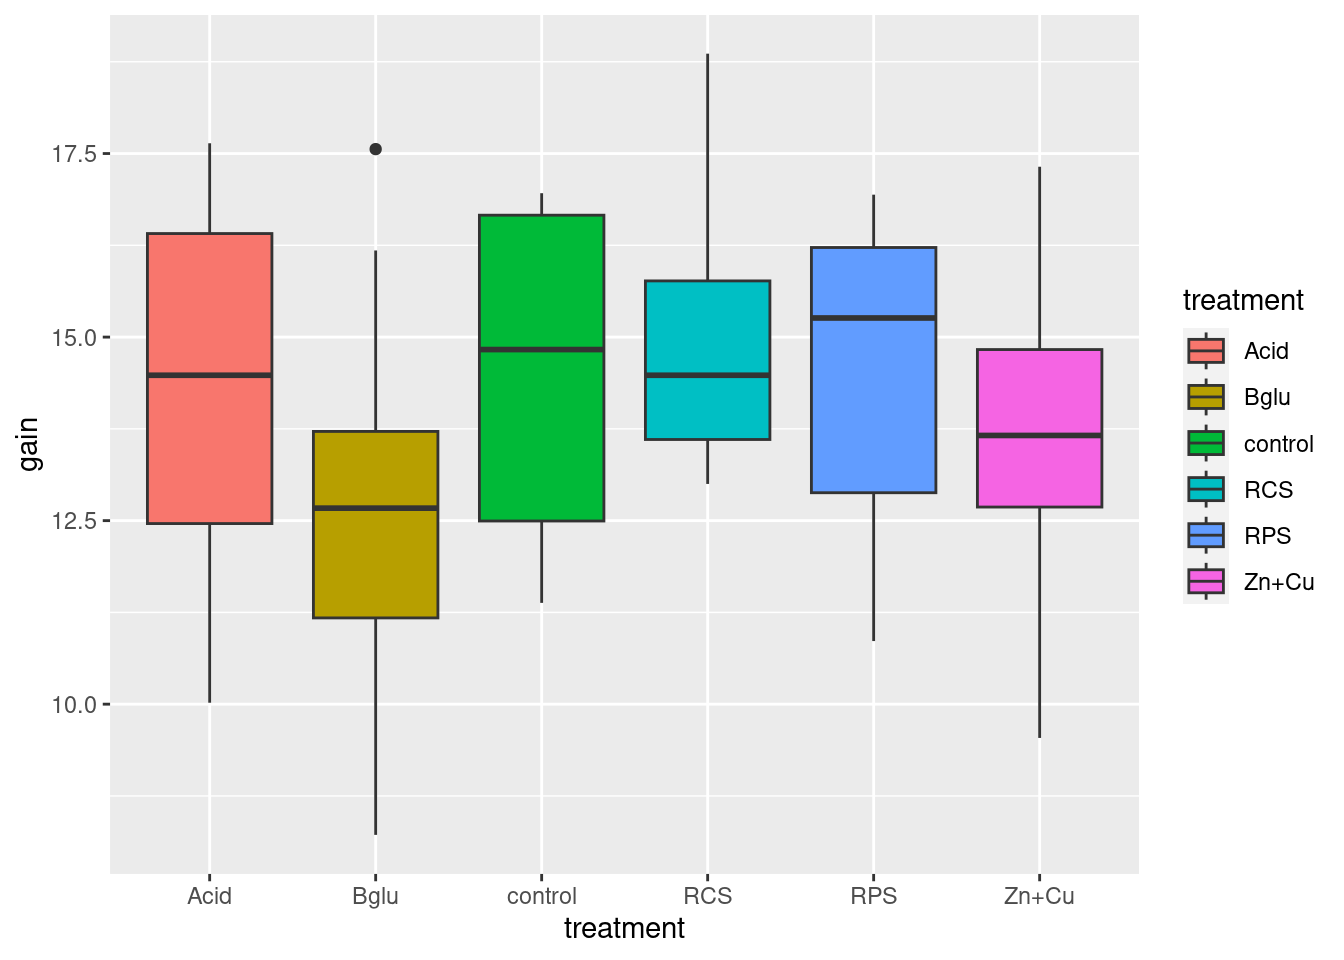 17.5
15.0
12.5
10.0
gain
Acid Bglu control RCS RPS Zn+Cu
treatment
treatment
Acid
Bglu
control
RCS
RPS
Zn+Cu